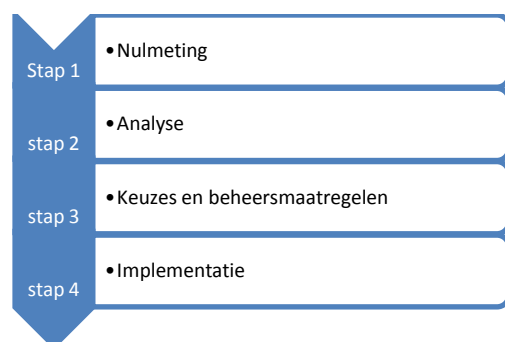 Stap 1
•Nulmeting
stap 2
•Analyse
stap 3
•Keuzes en beheersmaatregelen
stap 4
•Implementatie